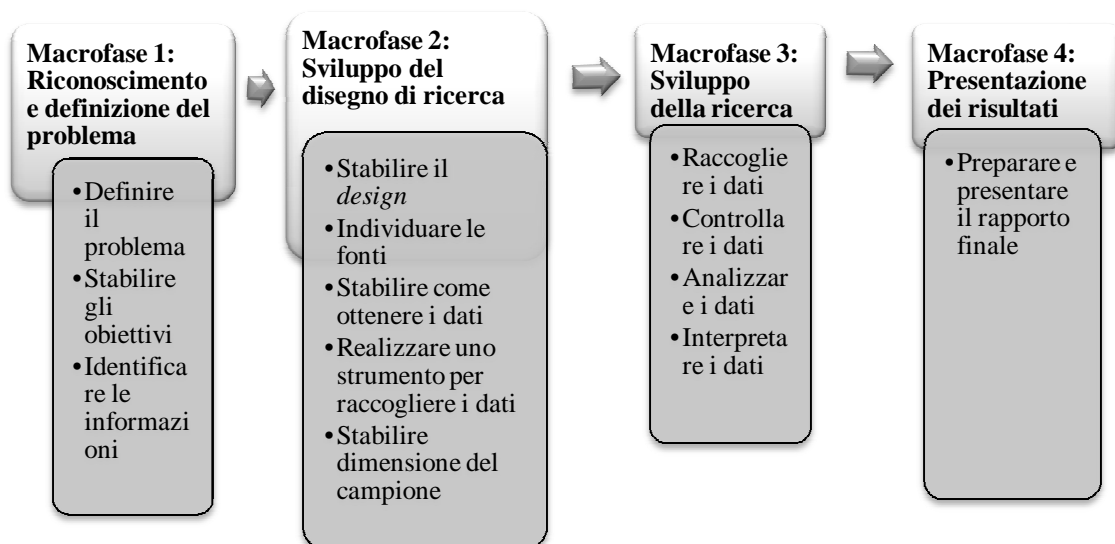 Macrofase 1:
Riconoscimento
e definizione del
problema
•Definire
il
problema
•Stabilire
gli
obiettivi
•Identifica
re le
informazi
oni
Macrofase 2:
Sviluppo del
disegno di ricerca
•Stabilire il
design
•Individuare le
fonti
•Stabilire come
ottenere i dati
•Realizzare uno
strumento per
raccogliere i dati
•Stabilire
dimensione del
campione
Macrofase 3:
Sviluppo
della ricerca
•Raccoglie
re i dati
•Controlla
re i dati
•Analizzar
e i dati
•Interpreta
re i dati
Macrofase 4:
Presentazione
dei risultati
•Preparare e
presentare
il rapporto
finale